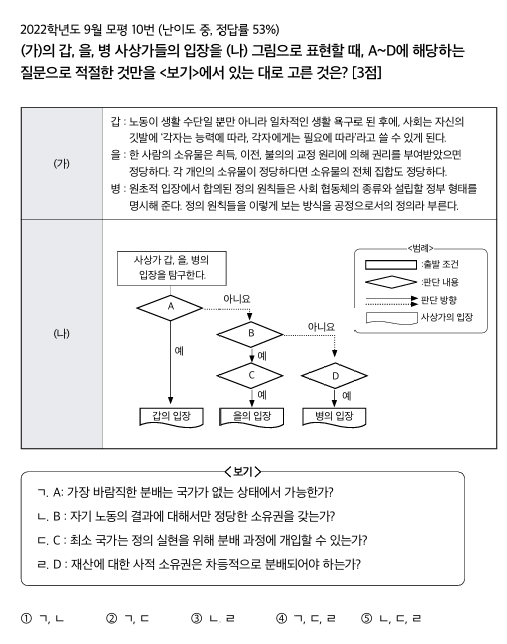 2022학년도 9월 모평 10번 (난이도 중, 정답률 53%)
(가)의 갑, 을, 병 사상가들의 입장을 (나) 그림으로 표현할 때, A~D에 해당하는
질문으로 적절한 것만을 <보기>에서 있는 대로 고른 것은? [3점]
(가)
갑 : 노동이 생활 수단일 뿐만 아니라 일차적인 생활 욕구로 된 후에, 사회는 자신의
깃발에 '각자는 능력에 따라, 각자에게는 필요에 따라'라고 쓸 수 있게 된다.
을 : 한 사람의 소유물은 취득, 이전, 불의의 교정 원리에 의해 권리를 부여받았으면
정당하다. 각 개인의 소유물이 정당하다면 소유물의 전체 집합도 정당하다.
병 : 원초적 입장에서 합의된 정의 원칙들은 사회 협동체의 종류와 설립할 정부 형태를
명시해 준다. 정의 원칙들을 이렇게 보는 방식을 공정으로서의 정의라 부른다.
(나)
사상가 갑, 을, 병의
입장을 탐구한다.
<범례>
:출발 조건
:판단 내용
:판단 방향
:사상가의 입장
A
아니요
B
아니요
예
예
C
D
예
예
갑의 입장
을의 입장
병의 입장
<보기>
ㄱ. A: 가장 바람직한 분배는 국가가 없는 상태에서 가능한가?
ㄴ. B : 자기 노동의 결과에 대해서만 정당한 소유권을 갖는가?
ㄷ. C : 최소 국가는 정의 실현을 위해 분배 과정에 개입할 수 있는가?
ㄹ. D : 재산에 대한 사적 소유권은 차등적으로 분배되어야 하는가?
① ㄱ, ㄴ ② ㄱ, ㄷ ③ ㄴ, ㄹ ④ ㄱ, ㄷ, ㄹ ⑤ ㄴ, ㄷ, ㄹ